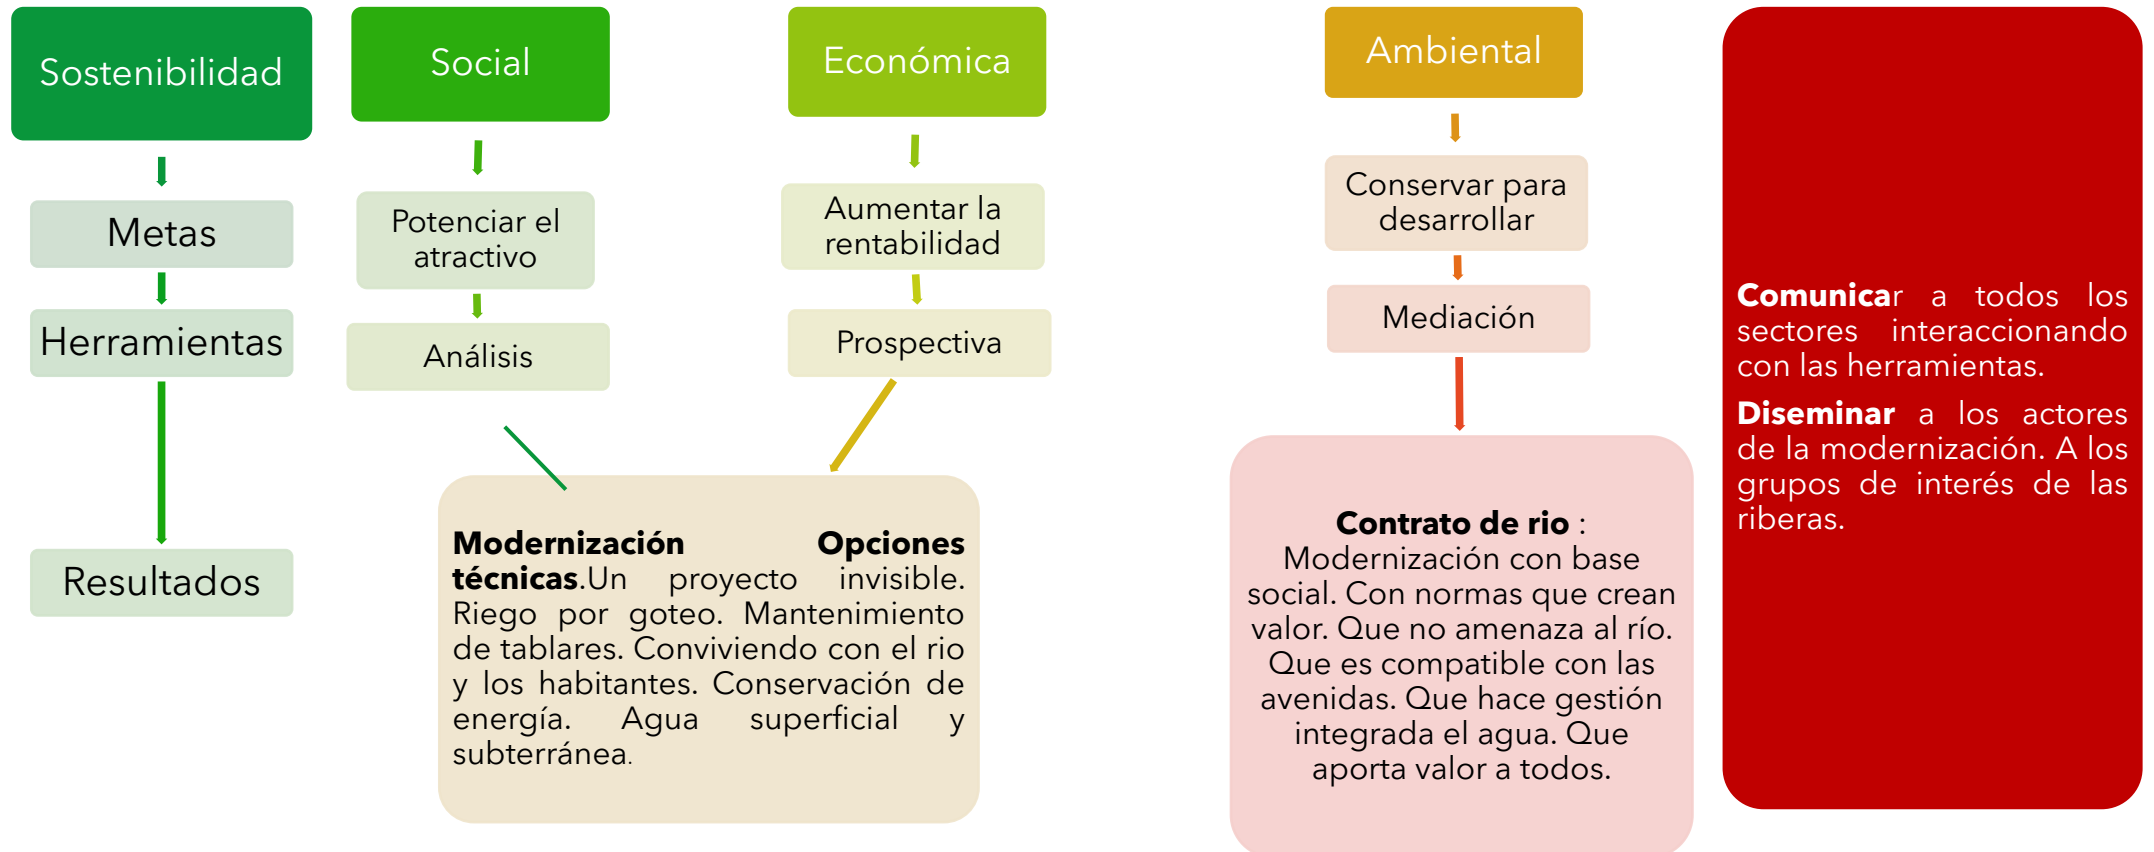 Sostenibilidad
Metas
Herramientas
Resultados
Social
Potenciar el
atractivo
Análisis
Económica
Aumentar la
rentabilidad
Prospectiva
Modernización Opciones
técnicas.Un proyecto invisible.
Riego por goteo. Mantenimiento
de tablares. Conviviendo con el rio
y los habitantes. Conservación de
energía. Agua superficial y
subterránea.
Ambiental
Conservar para
desarrollar
Mediación
Contrato de rio :
Modernización con base
social. Con normas que crean
valor. Que no amenaza al río.
Que es compatible con las
avenidas. Que hace gestión
integrada el agua. Que
aporta valor a todos.
Comunicar a todos los
sectores interaccionando
con las herramientas.
Diseminar a los actores
de la modernización. A los
grupos de interés de las
riberas.